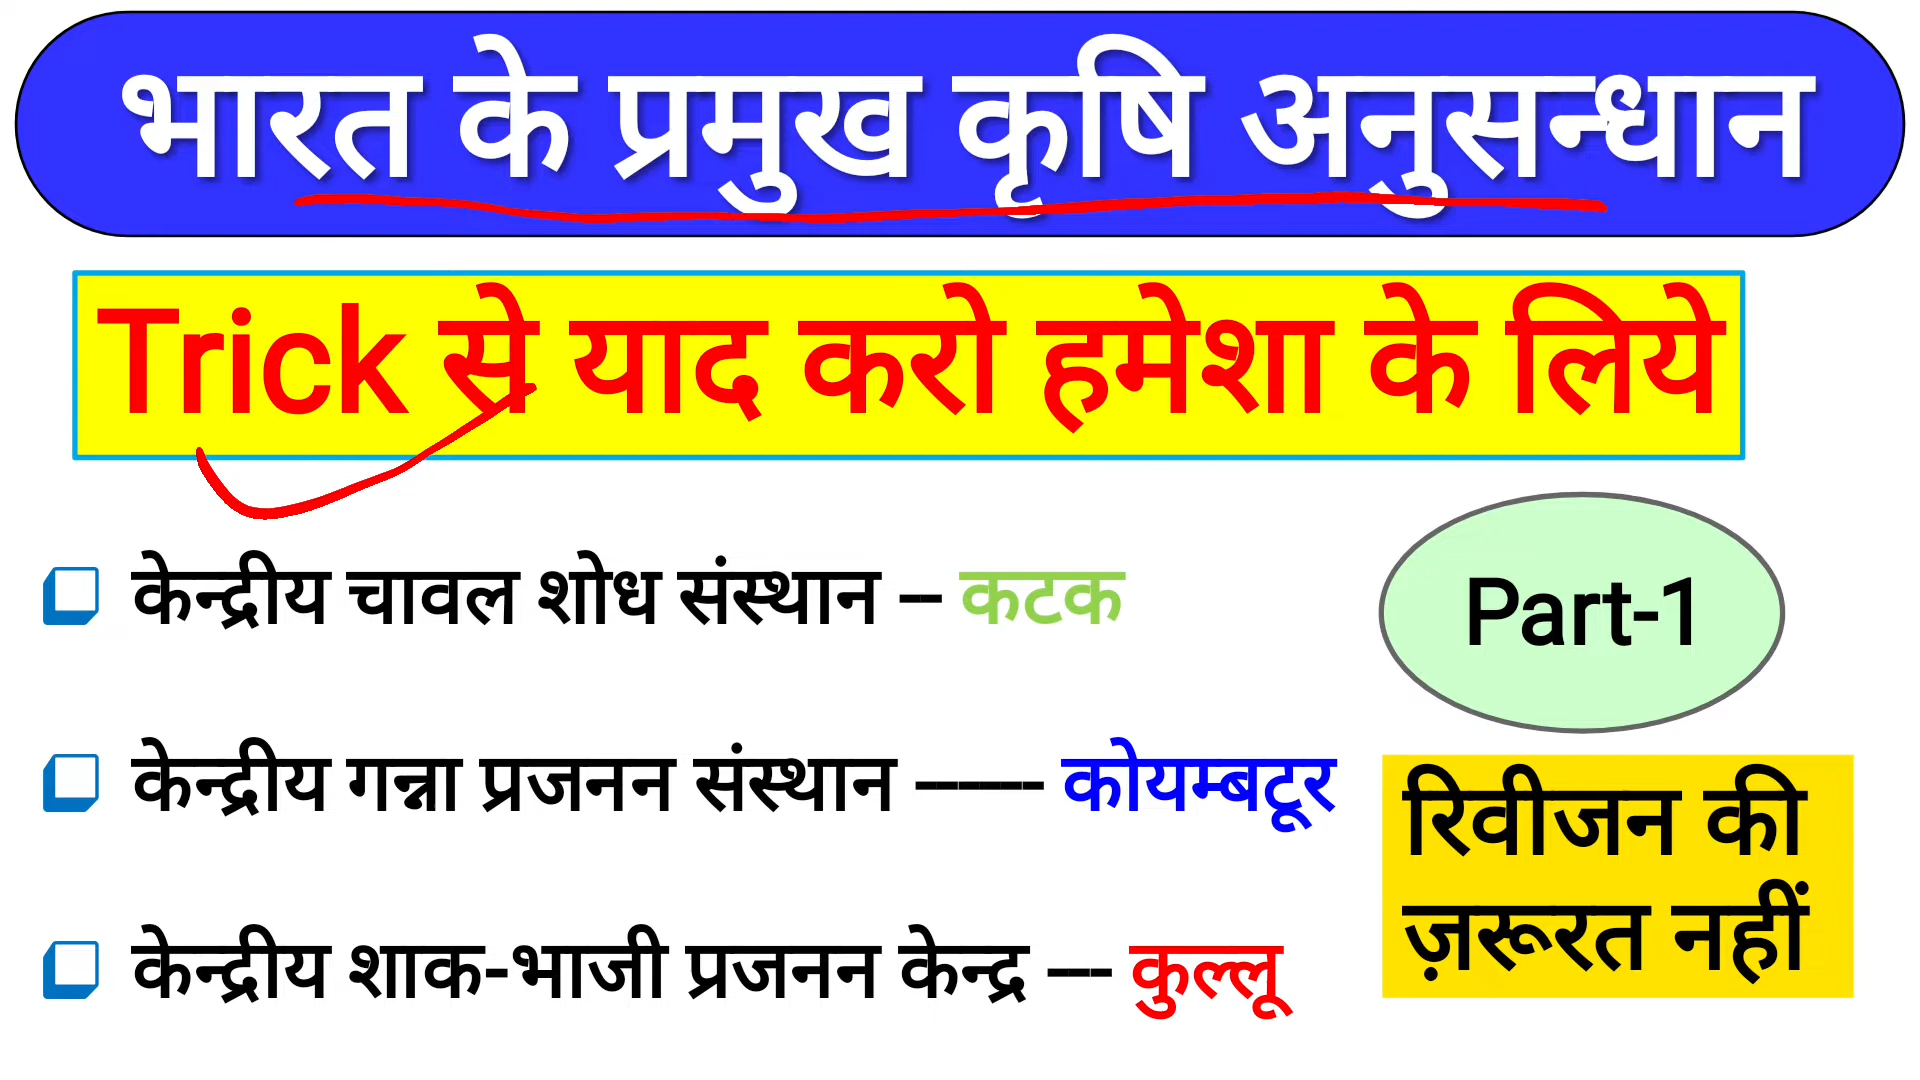 भारत के प्रमुख कृषि अनुसन्धान
Trick से याद करो हमेशा के लिये
केन्द्रीय चावल शोध संस्थान – कटक
Part-1
केन्द्रीय गन्ना प्रजनन संस्थान ------ कोयम्बटूर
केन्द्रीय शाक-भाजी प्रजनन केन्द्र --- कुल्लू
रिवीजन की
ज़रूरत नहीं